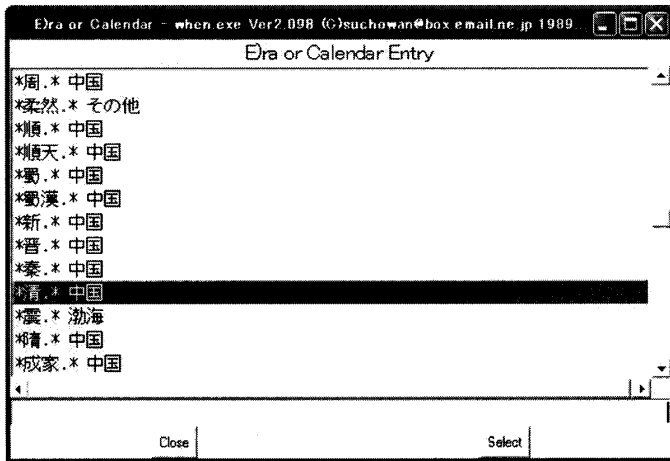 E)ra or Calendar - when.exe Ver2.098 (C)suchowan@box.email.ne.jp 1989...
E)ra or Calendar Entry
*周.* 中国
*柔然.* その他
*順.* 中国
*順天.* 中国
*蜀.* 中国
*蜀漢.* 中国
*新.* 中国
*晋.* 中国
*秦.* 中国
*清.* 中国
*震.* 渤海
*隋.* 中国
*成家.* 中国
Close
Select